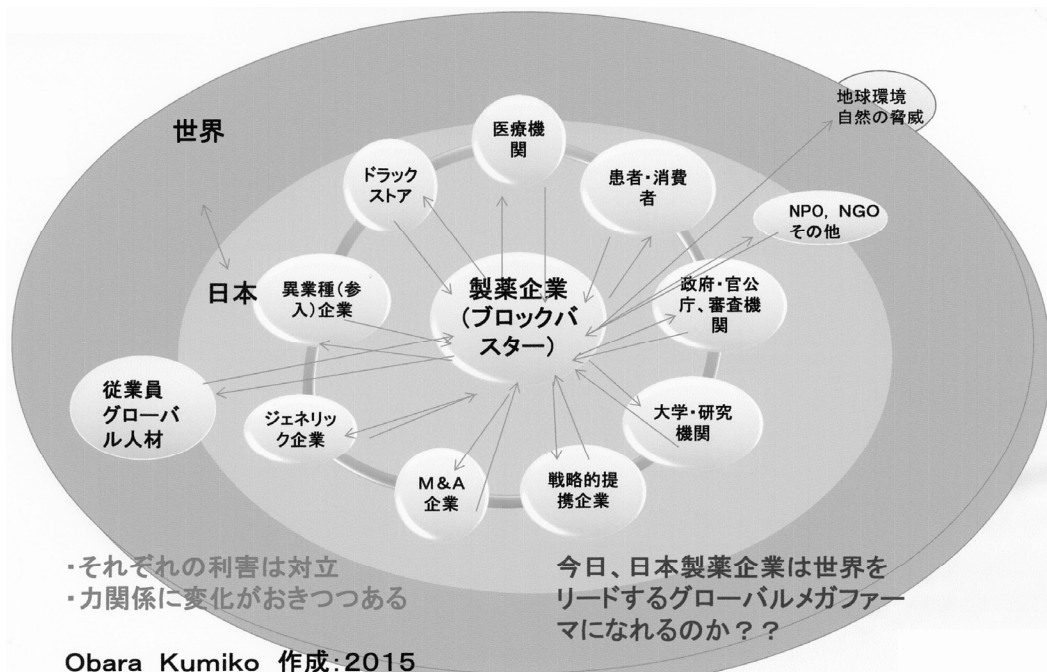 世界
地球環境
自然の脅威
医療機
関
ドラック
ストア
患者・消費
者
NPO, NGO
その他
日本
異業種(参
入)企業
製薬企業
(ブロックバ
スター)
政府・官公
庁、審査機
関
従業員
グローバ
ル人材
ジェネリッ
ク企業
大学・研究
機関
M&A
企業
戦略的提
携企業
・それぞれの利害は対立
・力関係に変化がおきつつある
今日、日本製薬企業は世界を
リードするグローバルメガファー
マになれるのか??
Obara Kumiko 作成:2015